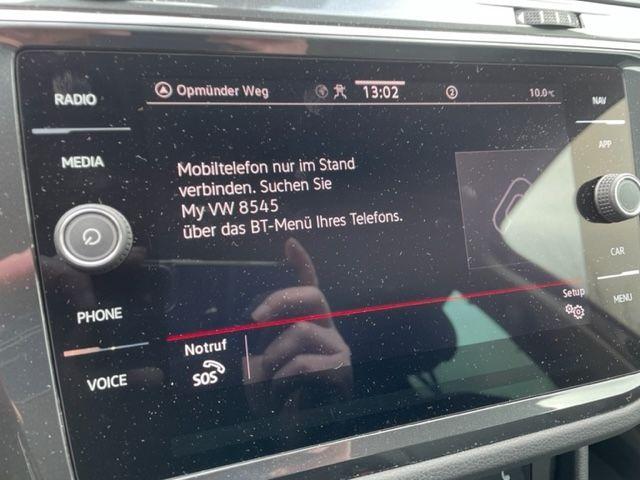 RADIO
MEDIA
PHONE
VOICE
Opmünder Weg
13:02
2
10.0°C
Mobiltelefon nur im Stand
verbinden. Suchen Sie
My VW 8545
über das BT-Menü Ihres Telefons.
Setup
Notruf
SOS
NAV
APP
CAR
MENU